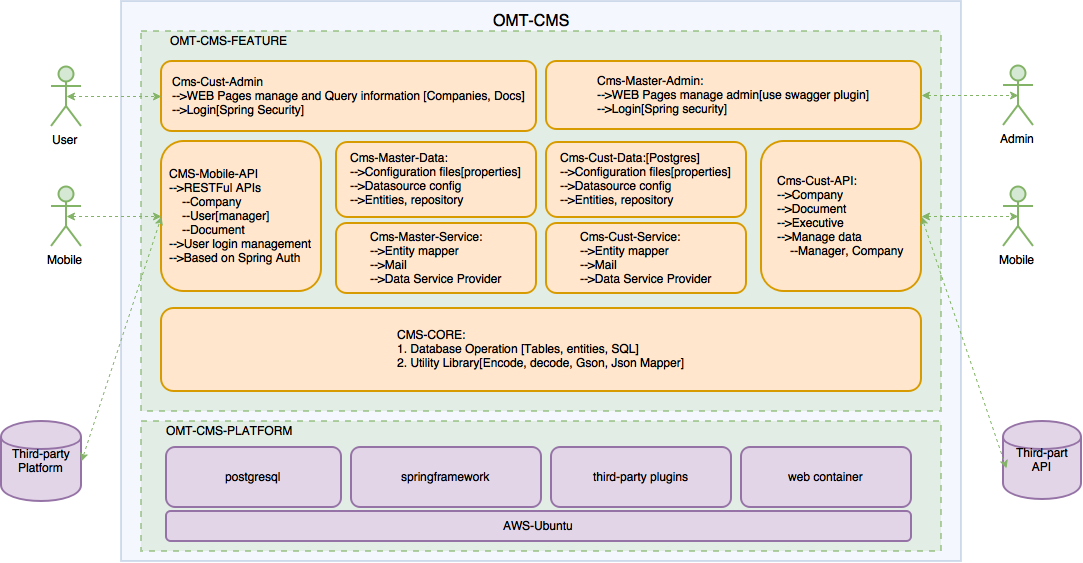 OMT-CMS
OMT-CMS-FEATURE
Cms-Cust-Admin
-->WEB Pages manage and Query information [Companies, Docs]
-->Login[Spring Security]
Cms-Master-Admin:
-->WEB Pages manage admin[use swagger plugin]
-->Login[Spring security]
User
Admin
CMS-Mobile-API
-->RESTFul APIs
--Company
--User[manager]
--Document
-->User login management
-->Based on Spring Auth
Cms-Master-Data:
-->Configuration files[properties]
-->Datasource config
-->Entities, repository
Cms-Cust-Data:[Postgres]
-->Configuration files[properties]
-->Datasource config
-->Entities, repository
Cms-Cust-API:
-->Company
-->Document
-->Executive
-->Manage data
--Manager, Company
Mobile
Mobile
Cms-Master-Service:
-->Entity mapper
-->Mail
-->Data Service Provider
Cms-Cust-Service:
-->Entity mapper
-->Mail
-->Data Service Provider
CMS-CORE:
1. Database Operation [Tables, entities, SQL]
2. Utility Library[Encode, decode, Gson, Json Mapper]
Third-party
Platform
Third-part
API
OMT-CMS-PLATFORM
postgresql
springframework
third-party plugins
web container
AWS-Ubuntu